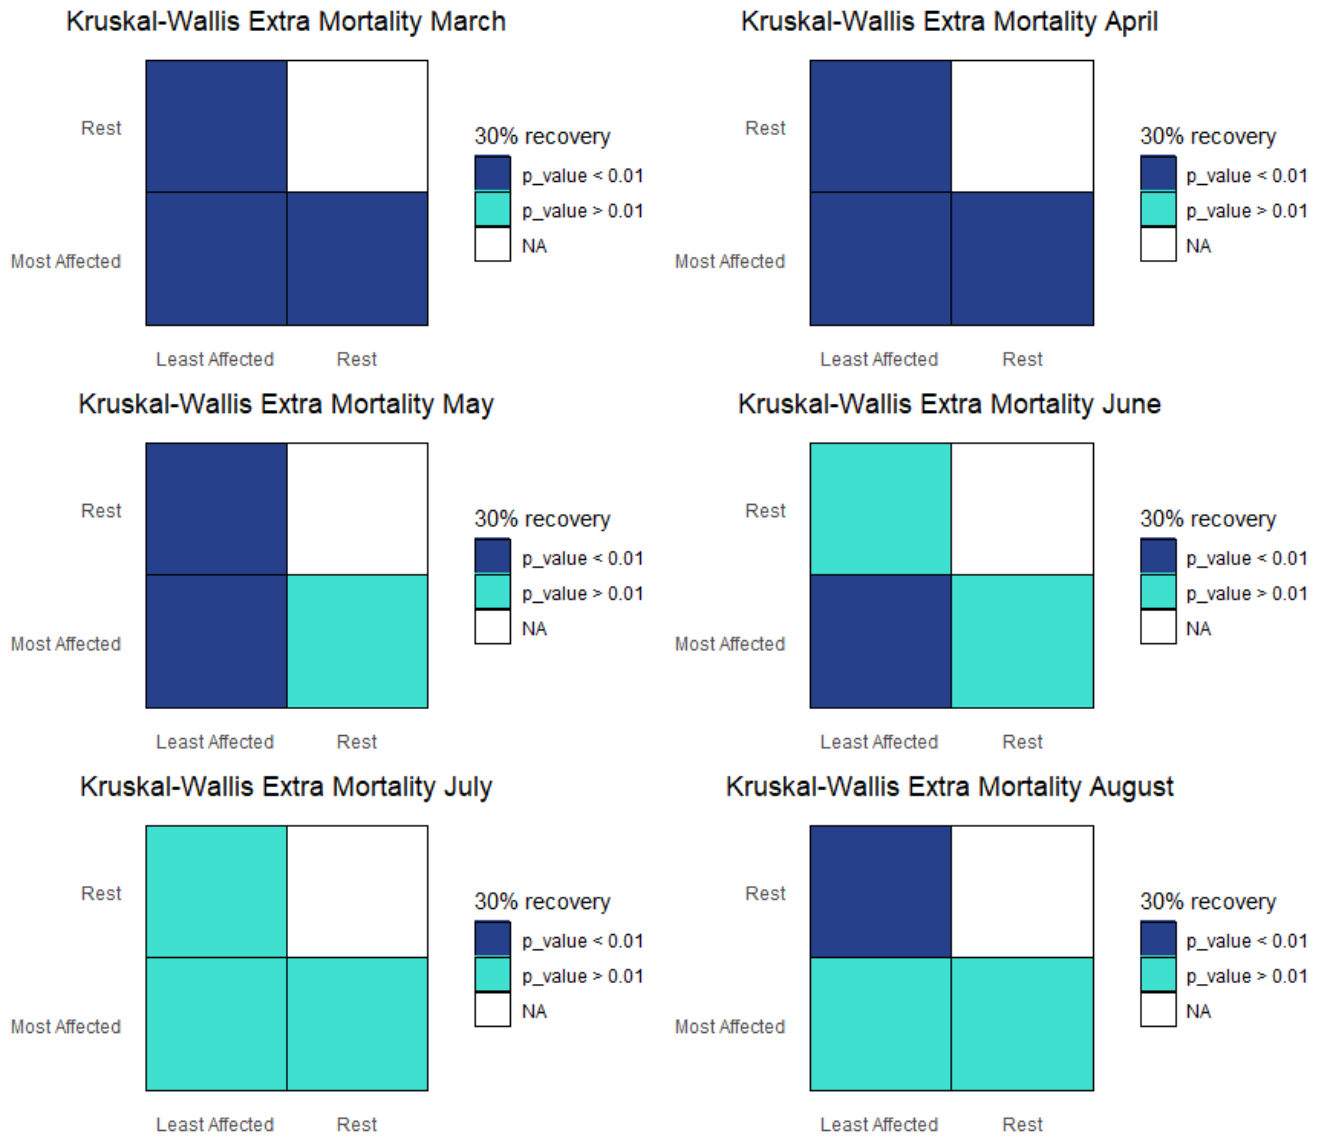 Kruskal-Wallis Extra Mortality March
Rest
Most Affected
Least Affected
Rest
30% recovery
p_value < 0.01
p_value > 0.01
NA
Kruskal-Wallis Extra Mortality April
Rest
Most Affected
Least Affected
Rest
30% recovery
p_value < 0.01
p_value > 0.01
NA
Kruskal-Wallis Extra Mortality May
Rest
Most Affected
Least Affected
Rest
30% recovery
p_value < 0.01
p_value > 0.01
NA
Kruskal-Wallis Extra Mortality June
Rest
Most Affected
Least Affected
Rest
30% recovery
p_value < 0.01
p_value > 0.01
NA
Kruskal-Wallis Extra Mortality July
Rest
Most Affected
Least Affected
Rest
30% recovery
p_value < 0.01
p_value > 0.01
NA
Kruskal-Wallis Extra Mortality August
Rest
Most Affected
Least Affected
Rest
30% recovery
p_value < 0.01
p_value > 0.01
NA